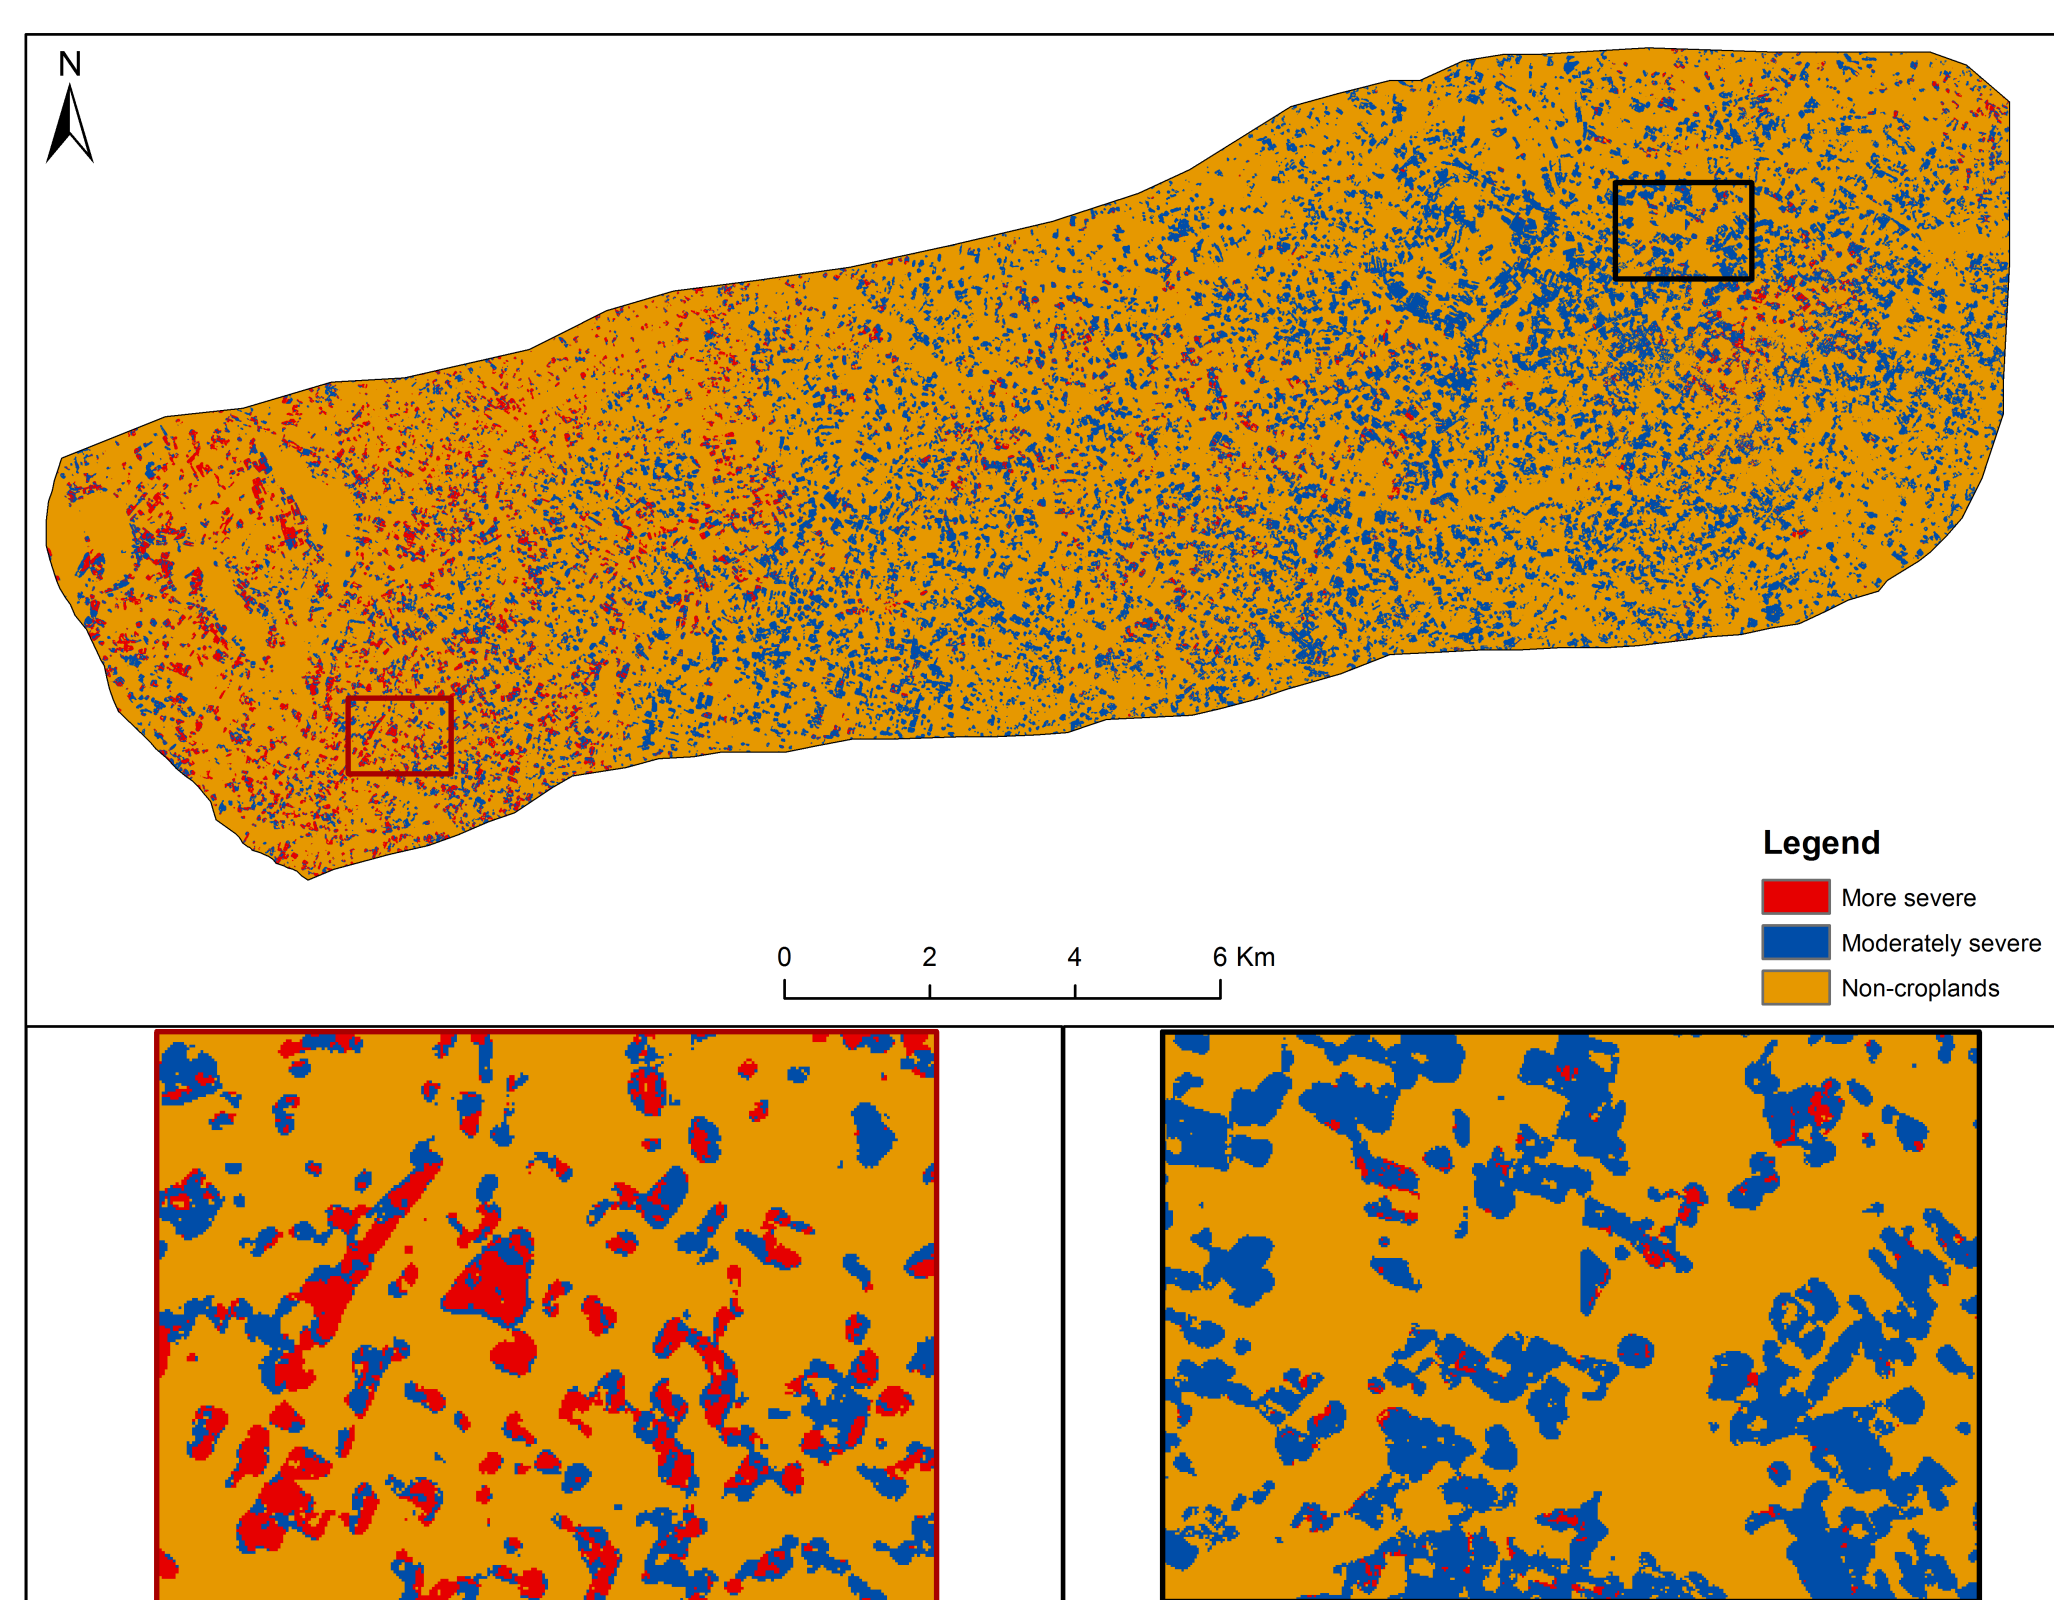 N
Legend
More severe
Moderately severe
Non-croplands
0 2 4 6 Km